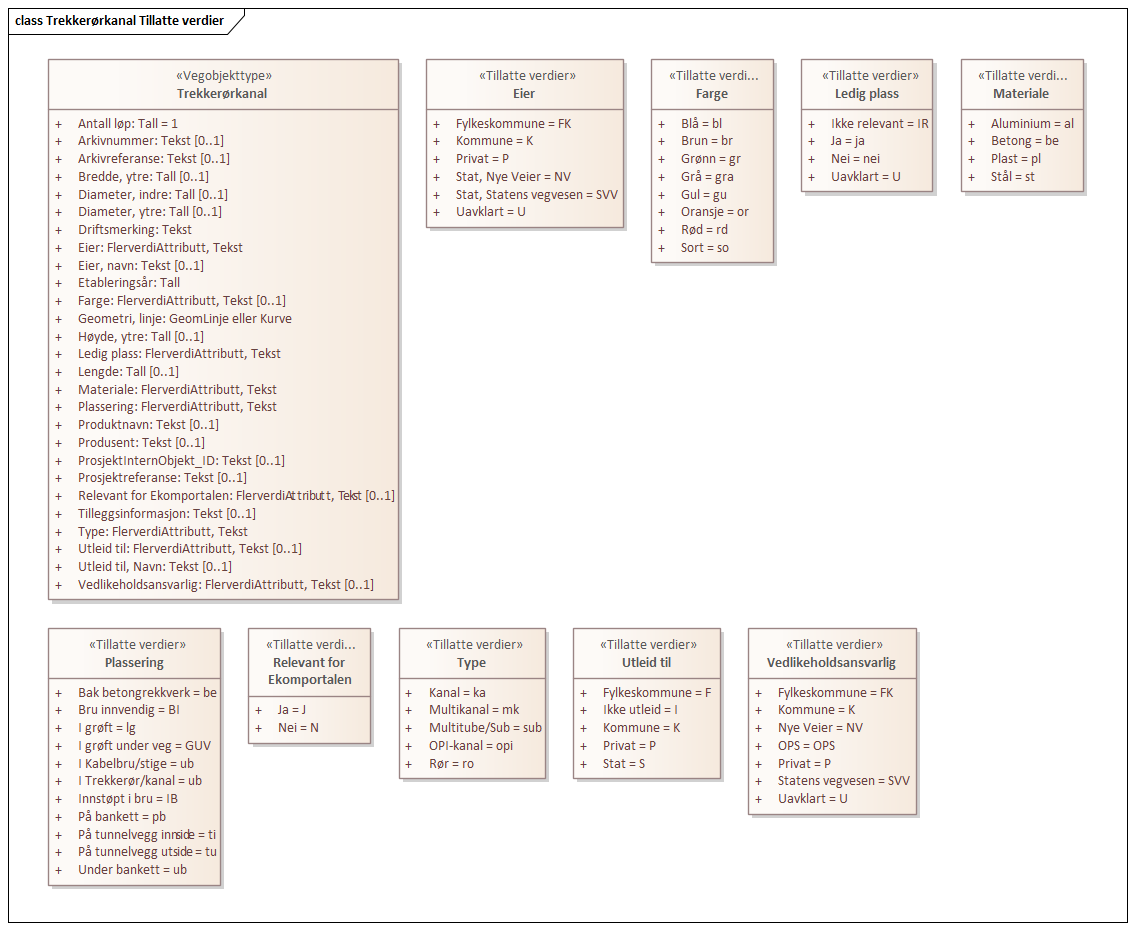 class Trekkerørkanal Tillatte verdier
«Vegobjekttype»
Trekkerørkanal
+ Antall løp: Tall = 1
+ Arkivnummer: Tekst [0..1]
+ Arkivreferanse: Tekst [0..1]
+ Bredde, ytre: Tall [0..1]
+ Diameter, indre: Tall [0..1]
+ Diameter, ytre: Tall [0..1]
+ Driftsmerking: Tekst
+ Eier: FlerverdiAttributt, Tekst
+ Eier, navn: Tekst [0..1]
+ Etableringsår: Tall
+ Farge: FlerverdiAttributt, Tekst [0..1]
+ Geometri, linje: GeomLinje eller Kurve
+ Høyde, ytre: Tall [0..1]
+ Ledig plass: FlerverdiAttributt, Tekst
+ Lengde: Tall [0..1]
+ Materiale: FlerverdiAttributt, Tekst
+ Plassering: FlerverdiAttributt, Tekst
+ Produktnavn: Tekst [0..1]
+ Produsent: Tekst [0..1]
+ ProsjektInternObjekt_ID: Tekst [0..1]
+ Prosjektreferanse: Tekst [0..1]
+ Relevant for Ekomportalen: FlerverdiAttributt, Tekst [0..1]
+ Tilleggsinformasjon: Tekst [0..1]
+ Type: FlerverdiAttributt, Tekst
+ Utleid til: FlerverdiAttributt, Tekst [0..1]
+ Utleid til, Navn: Tekst [0..1]
+ Vedlikeholdsansvarlig: FlerverdiAttributt, Tekst [0..1]
«Tillatte verdier»
Eier
+ Fylkeskommune = FK
+ Kommune = K
+ Privat = P
+ Stat, Nye Veier = NV
+ Stat, Statens vegvesen = SVV
+ Uavklart = U
«Tillatte verdi...
Farge
+ Blå = bl
+ Brun = br
+ Grønn = gr
+ Grå = gra
+ Gul = gu
+ Oransje = or
+ Rød = rd
+ Sort = so
«Tillatte verdier»
Ledig plass
+ Ikke relevant = IR
+ Ja = ja
+ Nei = nei
+ Uavklart = U
«Tillatte verdi...
Materiale
+ Aluminium = al
+ Betong = be
+ Plast = pl
+ Stål = st
«Tillatte verdier»
Plassering
+ Bak betongrekkverk = be
+ Bru innvendig = BI
+ I grøft = lg
+ I grøft under veg = GUV
+ I Kabelbru/stige = ub
+ I Trekkerør/kanal = ub
+ Innstøpt i bru = IB
+ På bankett = pb
+ På tunnelvegg innside = ti
+ På tunnelvegg utside = tu
+ Under bankett = ub
«Tillatte verdi...
Relevant for
Ekomportalen
+ Ja = J
+ Nei = N
«Tillatte verdier»
Type
+ Kanal = ka
+ Multikanal = mk
+ Multitube/Sub = sub
+ OPI-kanal = opi
+ Rør = ro
«Tillatte verdier»
Utleid til
+ Fylkeskommune = F
+ Ikke utleid = I
+ Kommune = K
+ Privat = P
+ Stat = S
«Tillatte verdier»
Vedlikeholdsansvarlig
+ Fylkeskommune = FK
+ Kommune = K
+ Nye Veier = NV
+ OPS = OPS
+ Privat = P
+ Statens vegvesen = SVV
+ Uavklart = U